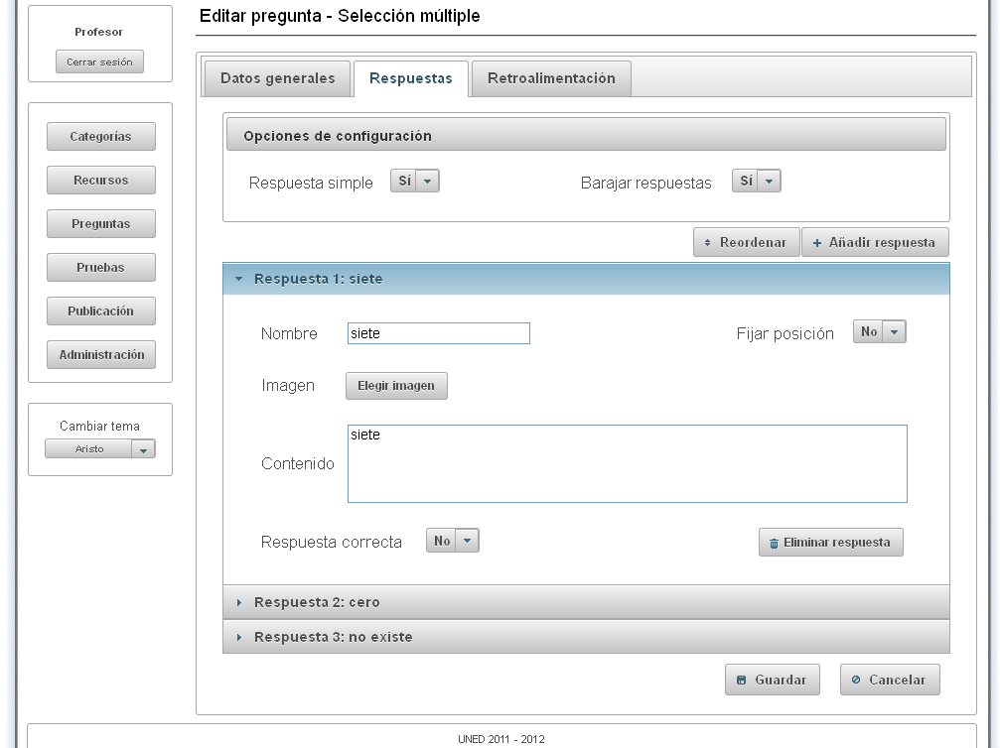 Profesor
Cerrar sesión
Categorías
Recursos
Preguntas
Pruebas
Publicación
Administración
Cambiar tema
Aristo
Editar pregunta - Selección múltiple
Datos generales Respuestas Retroalimentación
Opciones de configuración
Respuesta simple Sí Barajar respuestas Sí
Reordenar + Añadir respuesta
Respuesta 1: siete
Nombre siete Fijar posición No
Imagen Elegir imagen
Contenido siete
Respuesta correcta No Eliminar respuesta
Respuesta 2: cero
Respuesta 3: no existe
Guardar Cancelar
UNED 2011 - 2012